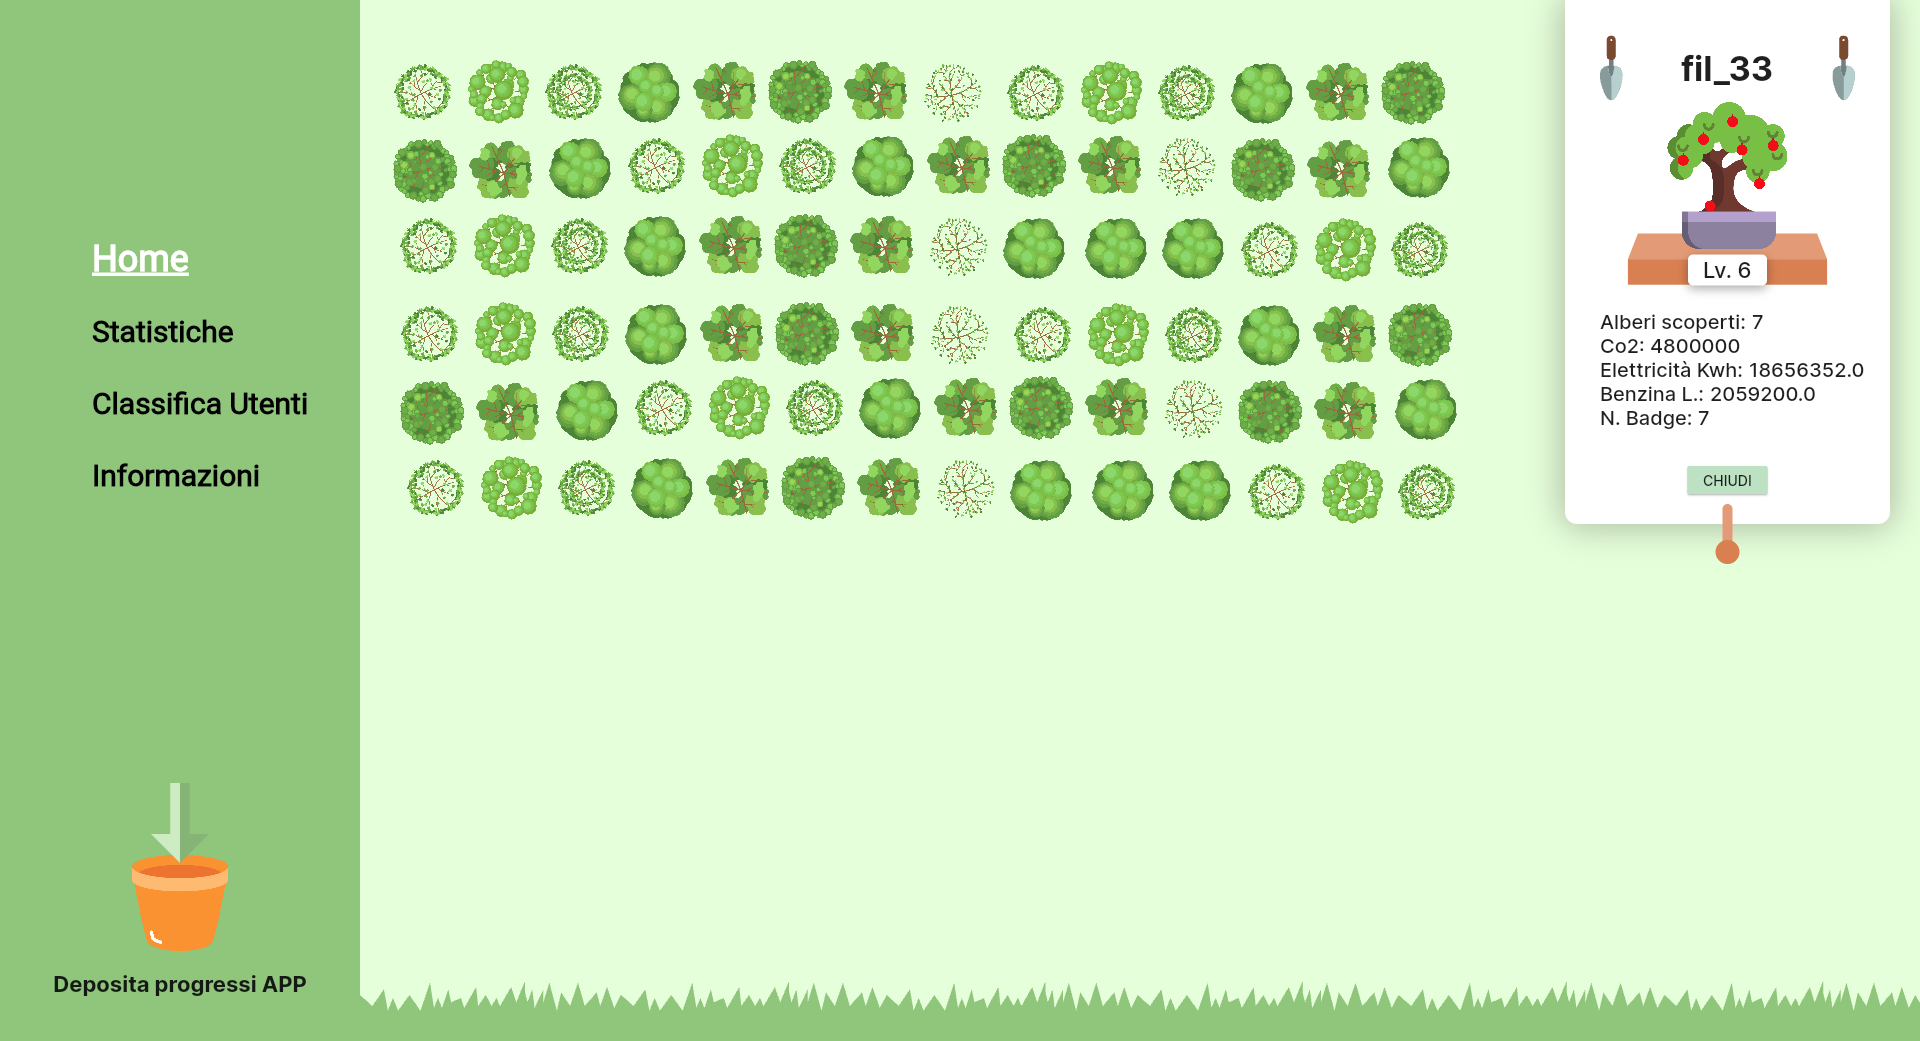 Home
Statistiche
Classifica Utenti
Informazioni
Deposita progressi APP
fil_33
Lv. 6
Alberi scoperti: 7
Co2: 4800000
Elettricità Kwh: 18656352.0
Benzina L.: 2059200.0
N. Badge: 7
CHIUDI